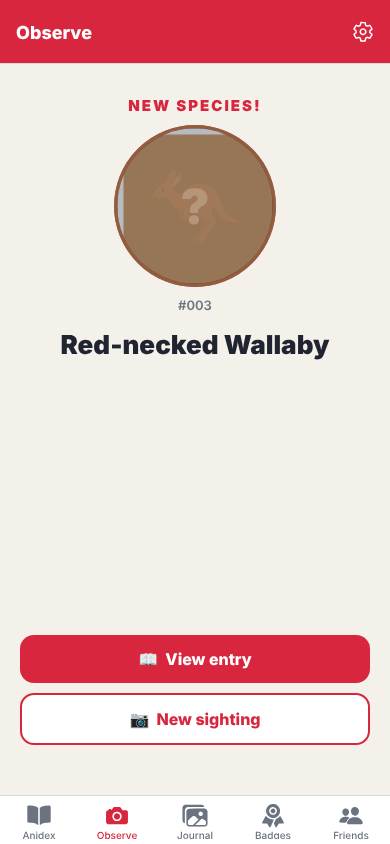 Observe
NEW SPECIES!
?
#003
Red-necked Wallaby
View entry
New sighting
Anidex
Observe
Journal
Badges
Friends